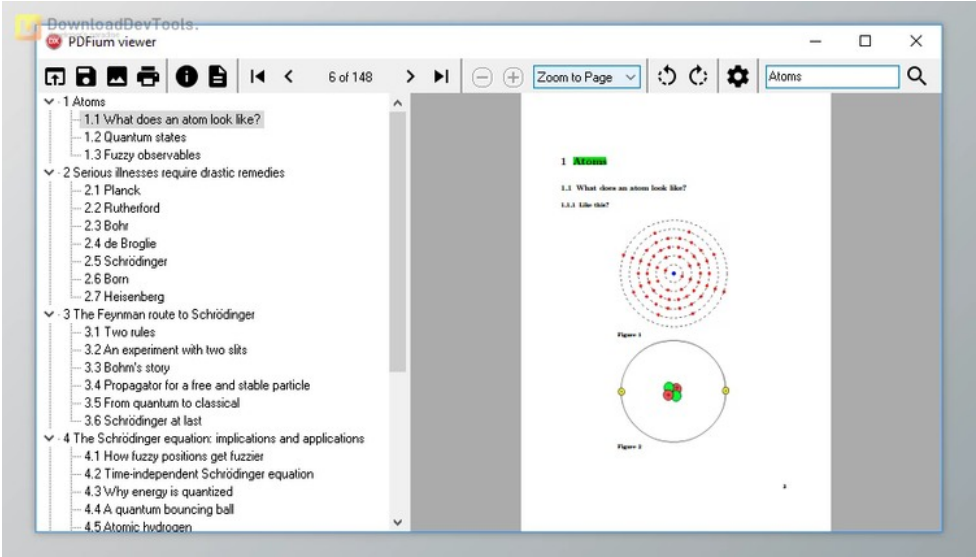 DownloadDevTools.
PDFium viewer
6 of 148
Zoom to Page
Atoms
1 Atoms
1.1 What does an atom look like?
1.2 Quantum states
1.3 Fuzzy observables
2 Serious illnesses require drastic remedies
2.1 Planck
2.2 Rutherford
2.3 Bohr
2.4 de Broglie
2.5 Schrödinger
2.6 Born
2.7 Heisenberg
3 The Feynman route to Schrödinger
3.1 Two rules
3.2 An experiment with two slits
3.3 Bohm's story
3.4 Propagator for a free and stable particle
3.5 From quantum to classical
3.6 Schrödinger at last
4 The Schrödinger equation: implications and applications
4.1 How fuzzy positions get fuzzier
4.2 Time-independent Schrödinger equation
4.3 Why energy is quantized
4.4 A quantum bouncing ball
4.5 Atomic hydrogen
1 Atoms
1.1 What does an atom look like?
1.1.1 Like this?
Figure 1
Figure 2